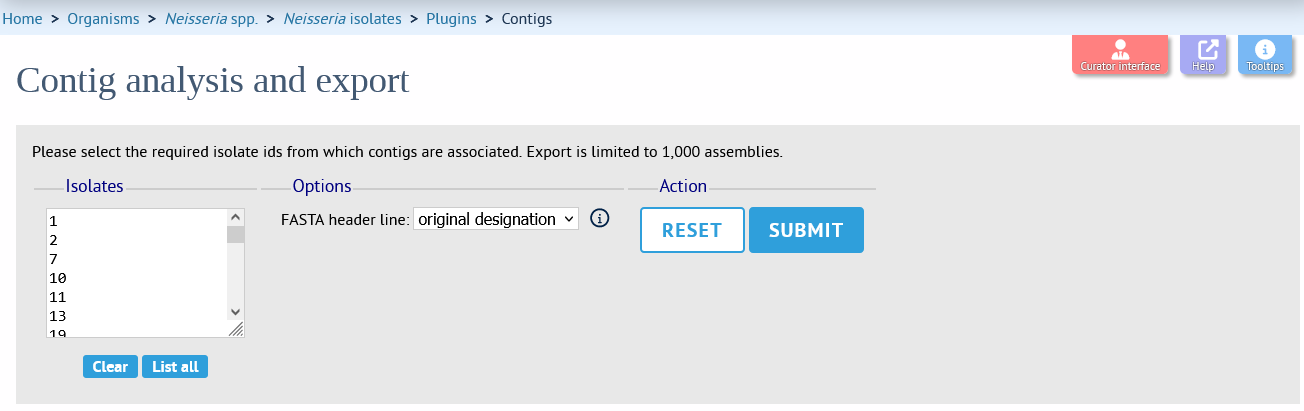 Home > Organisms > Neisseria spp. > Neisseria isolates > Plugins > Contigs
Curator interface
Help
Tooltips
Contig analysis and export
Please select the required isolate ids from which contigs are associated. Export is limited to 1,000 assemblies.
Isolates
1
2
7
10
11
13
19
Clear
List all
Options
FASTA header line: original designation
Action
RESET
SUBMIT